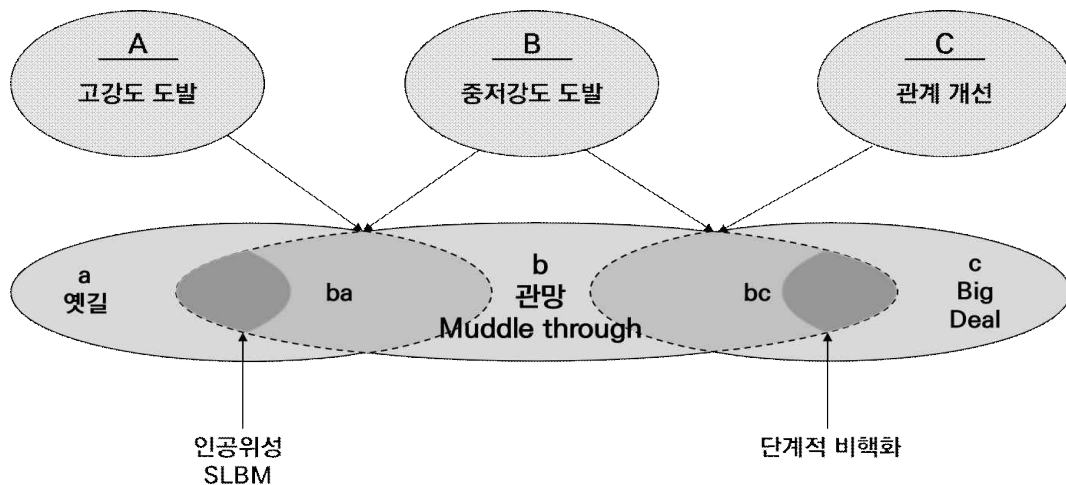 A
고강도 도발
B
중저강도 도발
C
관계 개선
a
옛길
ba
b
관망
Muddle through
bc
c
Big
Deal
인공위성
SLBM
단계적 비핵화